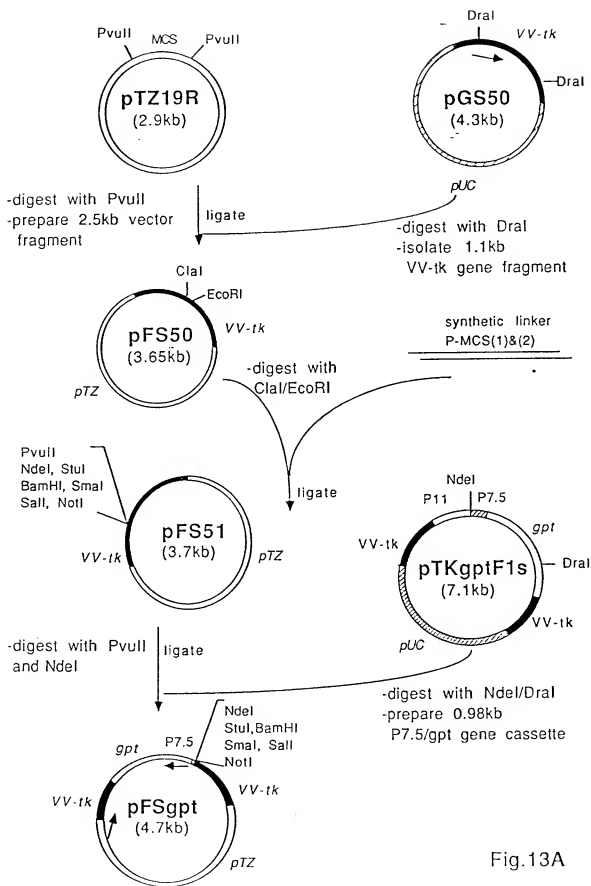 PvuII MCS PvuII
pTZ19R
(2.9kb)
DraI
VV-tk
DraI
pGS50
(4.3kb)
pUC
-digest with PvuII
-prepare 2.5kb vector
fragment
ligate
-digest with DraI
-isolate 1.1kb
VV-tk gene fragment
ClaI
EcoRI
VV-tk
pFS50
(3.65kb)
pTZ
-digest with
ClaI/EcoRI
synthetic linker
P-MCS(1)&(2)
ligate
PvuII
NdeI, StuI
BamHI, SmaI
SalI, NotI
pFS51
(3.7kb)
VV-tk
pTZ
NdeI
P11
P7.5
gpt
VV-tk
DraI
pTKgptF1s
(7.1kb)
VV-tk
pUC
-digest with PvuII
and NdeI
ligate
-digest with NdeI/DraI
-prepare 0.98kb
P7.5/gpt gene cassette
NdeI
StuI,BamHI
SmaI, SalI
NotI
gpt
P7.5
VV-tk
VV-tk
pFSgpt
(4.7kb)
pTZ
Fig.13A